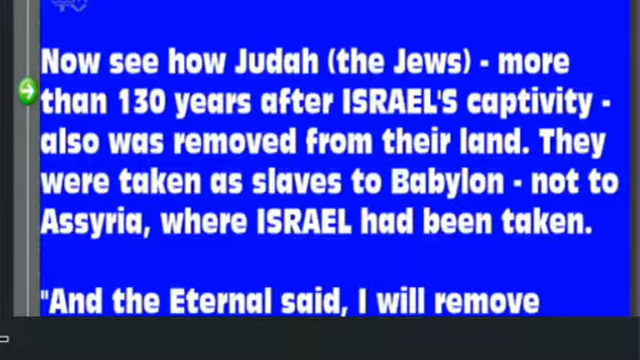 Now see how Judah (the Jews) - more
than 130 years after ISRAEL'S captivity -
also was removed from their land. They
were taken as slaves to Babylon - not to
Assyria, where ISRAEL had been taken.
"And the Eternal said, I will remove